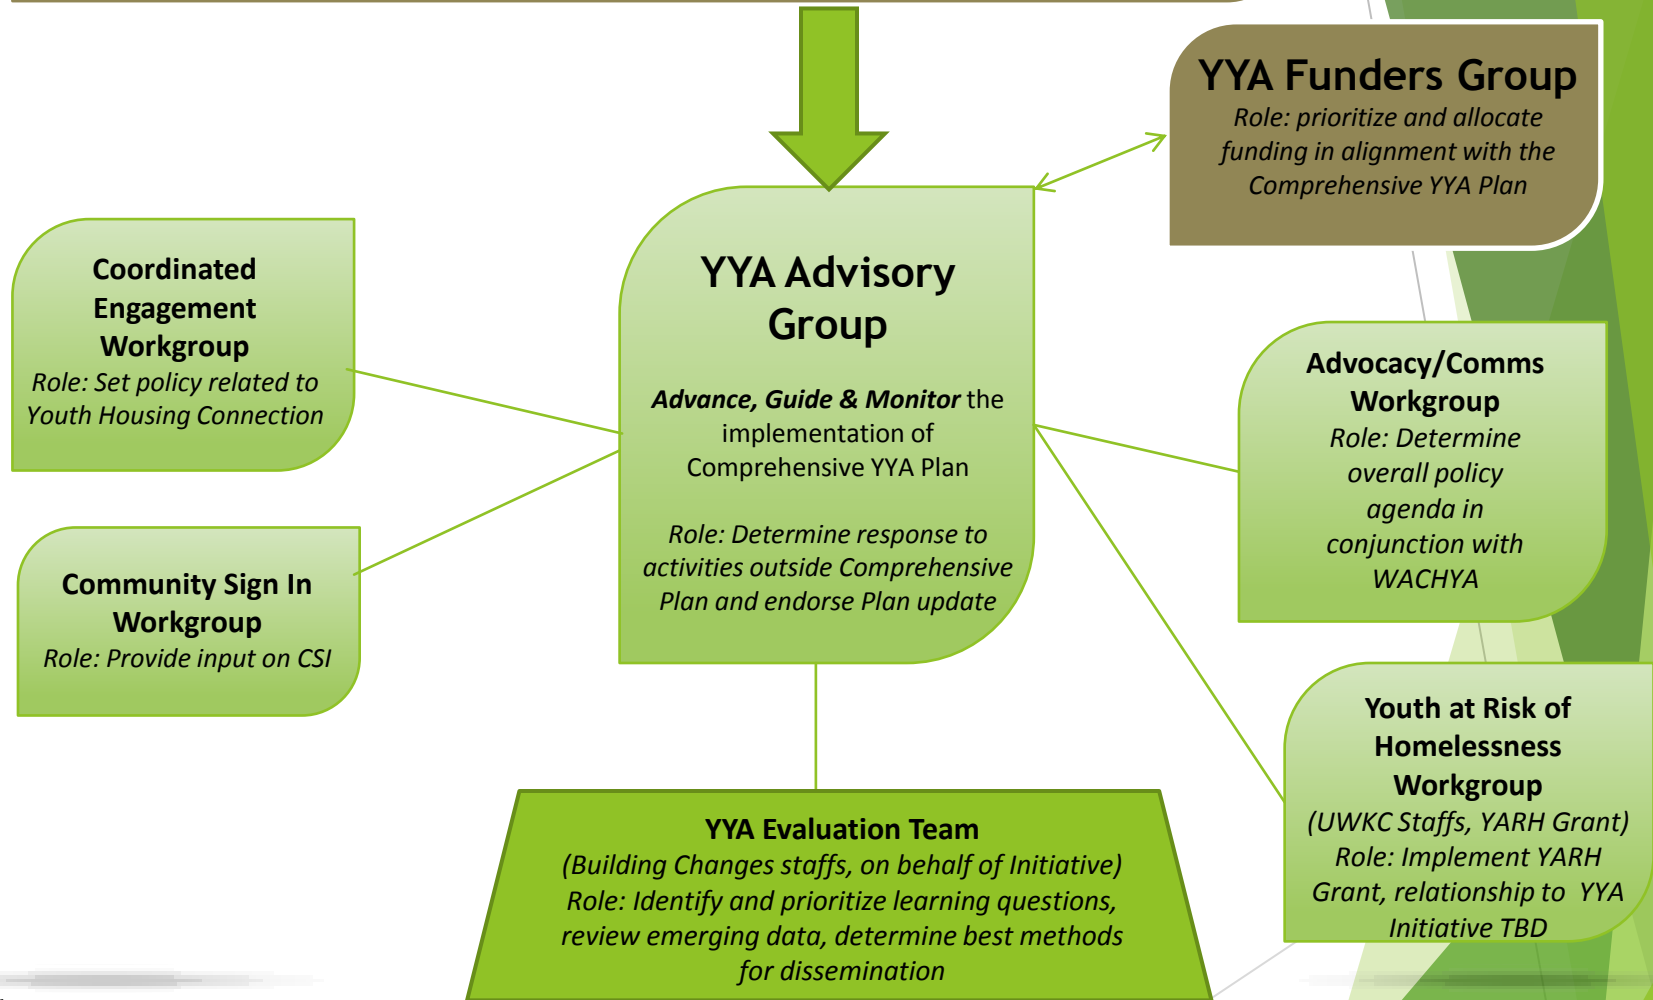 YYA Funders Group
Role: prioritize and allocate
funding in alignment with the
Comprehensive YYA Plan
Coordinated
Engagement
Workgroup
Role: Set policy related to
Youth Housing Connection
YYA Advisory
Group
Advance, Guide & Monitor the
implementation of
Comprehensive YYA Plan
Role: Determine response to
activities outside Comprehensive
Plan and endorse Plan update
Advocacy/Comms
Workgroup
Role: Determine
overall policy
agenda in
conjunction with
WACHYA
Community Sign In
Workgroup
Role: Provide input on CSI
Youth at Risk of
Homelessness
Workgroup
(UWKC Staffs, YARH Grant)
Role: Implement YARH
Grant, relationship to YYA
Initiative TBD
YYA Evaluation Team
(Building Changes staffs, on behalf of Initiative)
Role: Identify and prioritize learning questions,
review emerging data, determine best methods
for dissemination